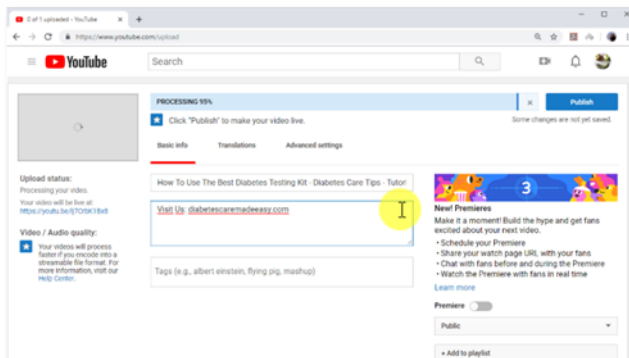 0 of 1 uploaded - YouTube
https://www.youtube.com/upload
YouTube
Search
PROCESSING 95%
Publish
Click "Publish" to make your video live.
Some changes are not yet saved.
Basic info
Translations
Advanced settings
Upload status:
Processing your video.
Your video will be live at:
Video / Audio quality:
Your videos will process
faster if you encode into a
streamable file format. For
more information, visit our
Help Center.
How To Use The Best Diabetes Testing Kit - Diabetes Care Tips - Tutor
Visit Us: diabetescaremadeeasy.com
Tags (e.g., albert einstein, flying pig, mashup)
3
New! Premieres
Make it a moment! Build the hype and get fans
excited about your next video.
• Schedule your Premiere
• Share your watch page URL with your fans
• Chat with fans before and during the Premiere
• Watch the Premiere with fans in real time
Learn more
Premiere
Public
+ Add to playlist